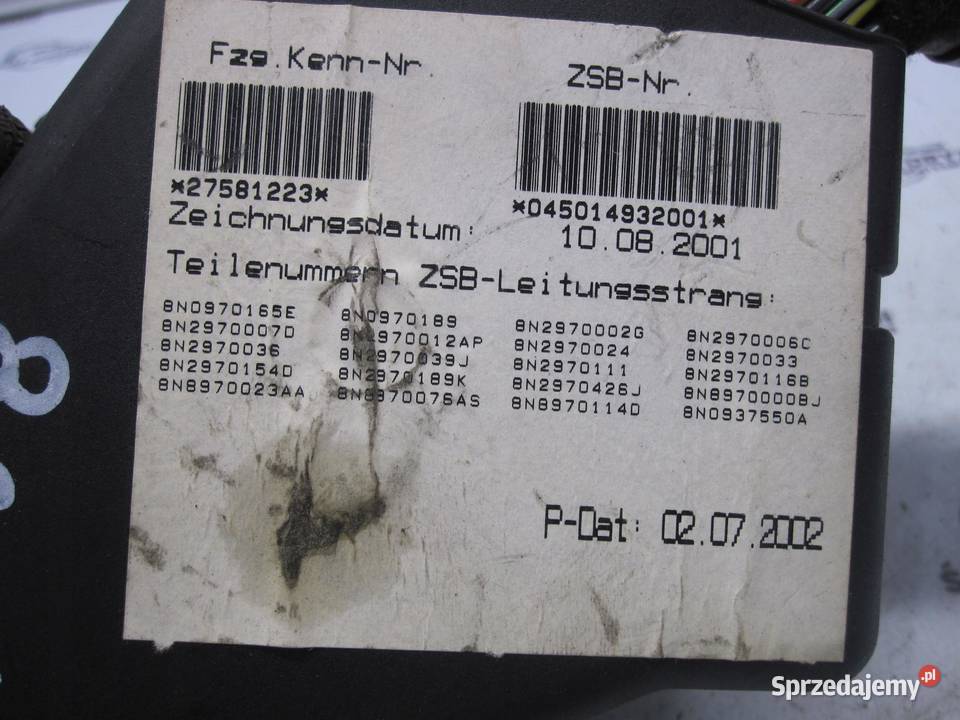 Fzg.Kenn-Nr. ZSB-Nr.
*27581223* *045014932001*
Zeichnungsdatum: 10.08.2001
Teilenummern ZSB-Leitungsstrang:
8N0970165E 8N0970189 8N2970002G 8N2970006C
8N2970007D 8N2970012AP 8N2970024 8N2970033
8N2970036 8N2970039J 8N2970111 8N2970116B
8N2970154D 8N2970189K 8N2970426J 8N8970000BJ
8N8970023AA 8N8970076AS 8N8970114D 8N0937550A
P-Dat: 02.07.2002
Sprzedajemy.pl